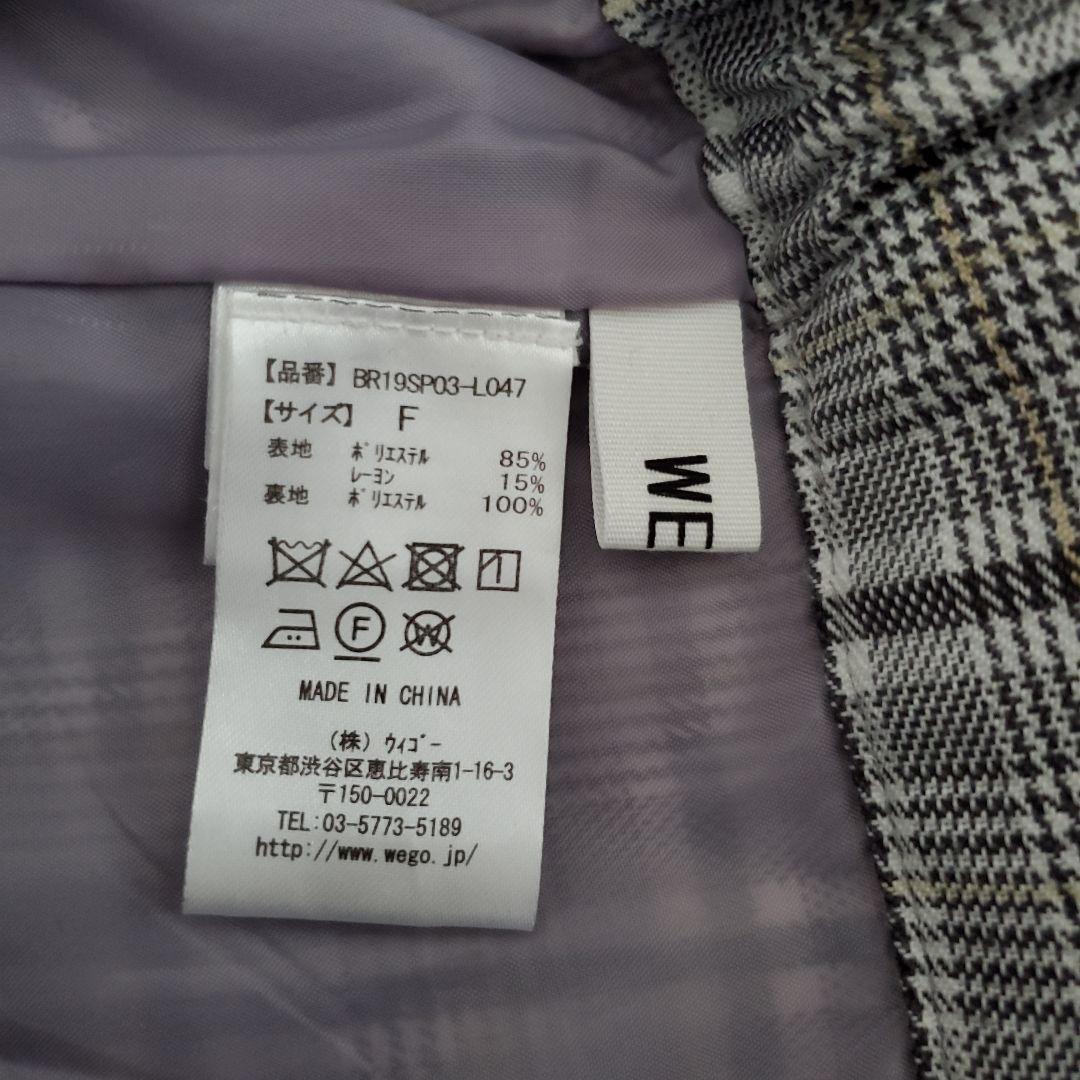 【品番】 BR19SP03-L047
【サイズ】 F
表地 ポリエステル 85%
レーヨン 15%
裏地 ポリエステル 100%
F
W
MADE IN CHINA
(株) ウィゴー
東京都渋谷区恵比寿南1-16-3
〒150-0022
TEL:03-5773-5189
http://www.wego.jp/
WE